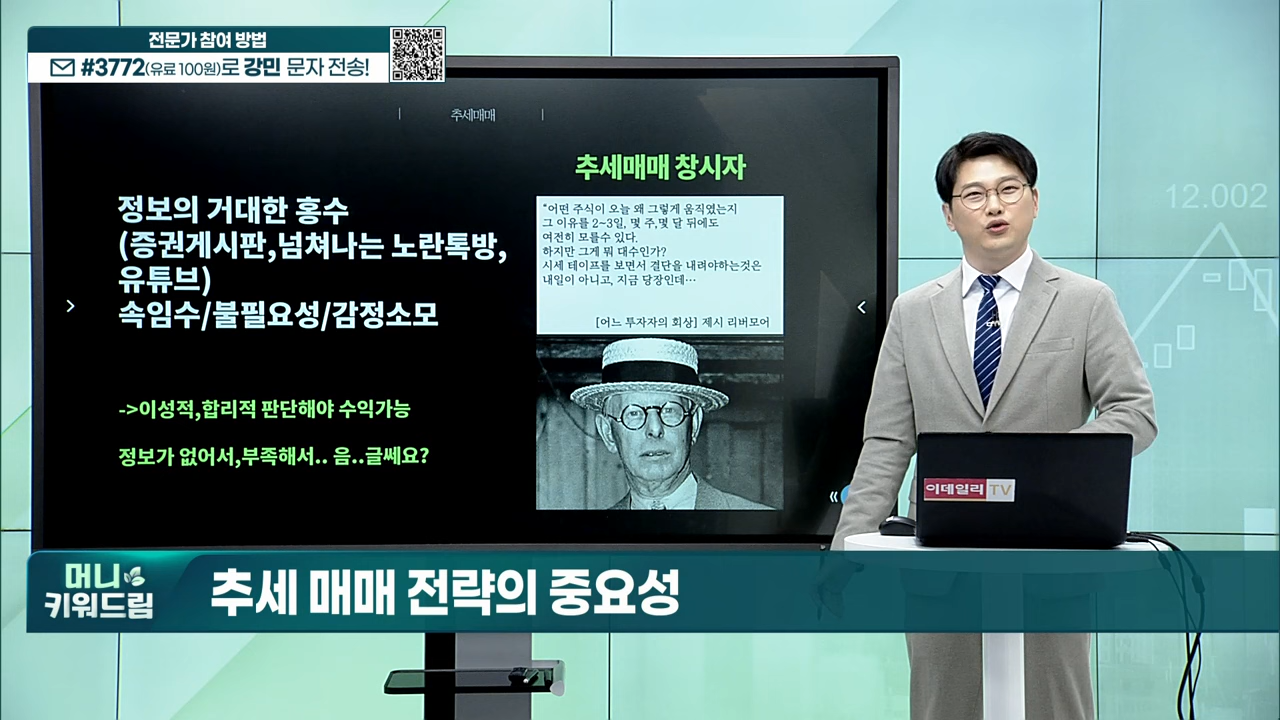 전문가 참여 방법
#3772(유료 100원)로 강민 문자 전송!
추세매매
추세매매 창시자
정보의 거대한 홍수
(증권게시판,넘쳐나는 노란톡방,
유튜브)
속임수/불필요성/감정소모
->이성적,합리적 판단해야 수익가능
정보가 없어서,부족해서.. 음..글쎄요?
"어떤 주식이 오늘 왜 그렇게 움직였는지
그 이유를 2-3일, 몇 주,몇 달 뒤에도
여전히 모를수 있다.
하지만 그게 뭐 대수인가?
시세 테이프를 보면서 결단을 내려야하는것은
내일이 아니고, 지금 당장인데…
[어느 투자자의 회상] 제시 리버모어
12.002
이데일리 TV
머니
키워드림
추세 매매 전략의 중요성